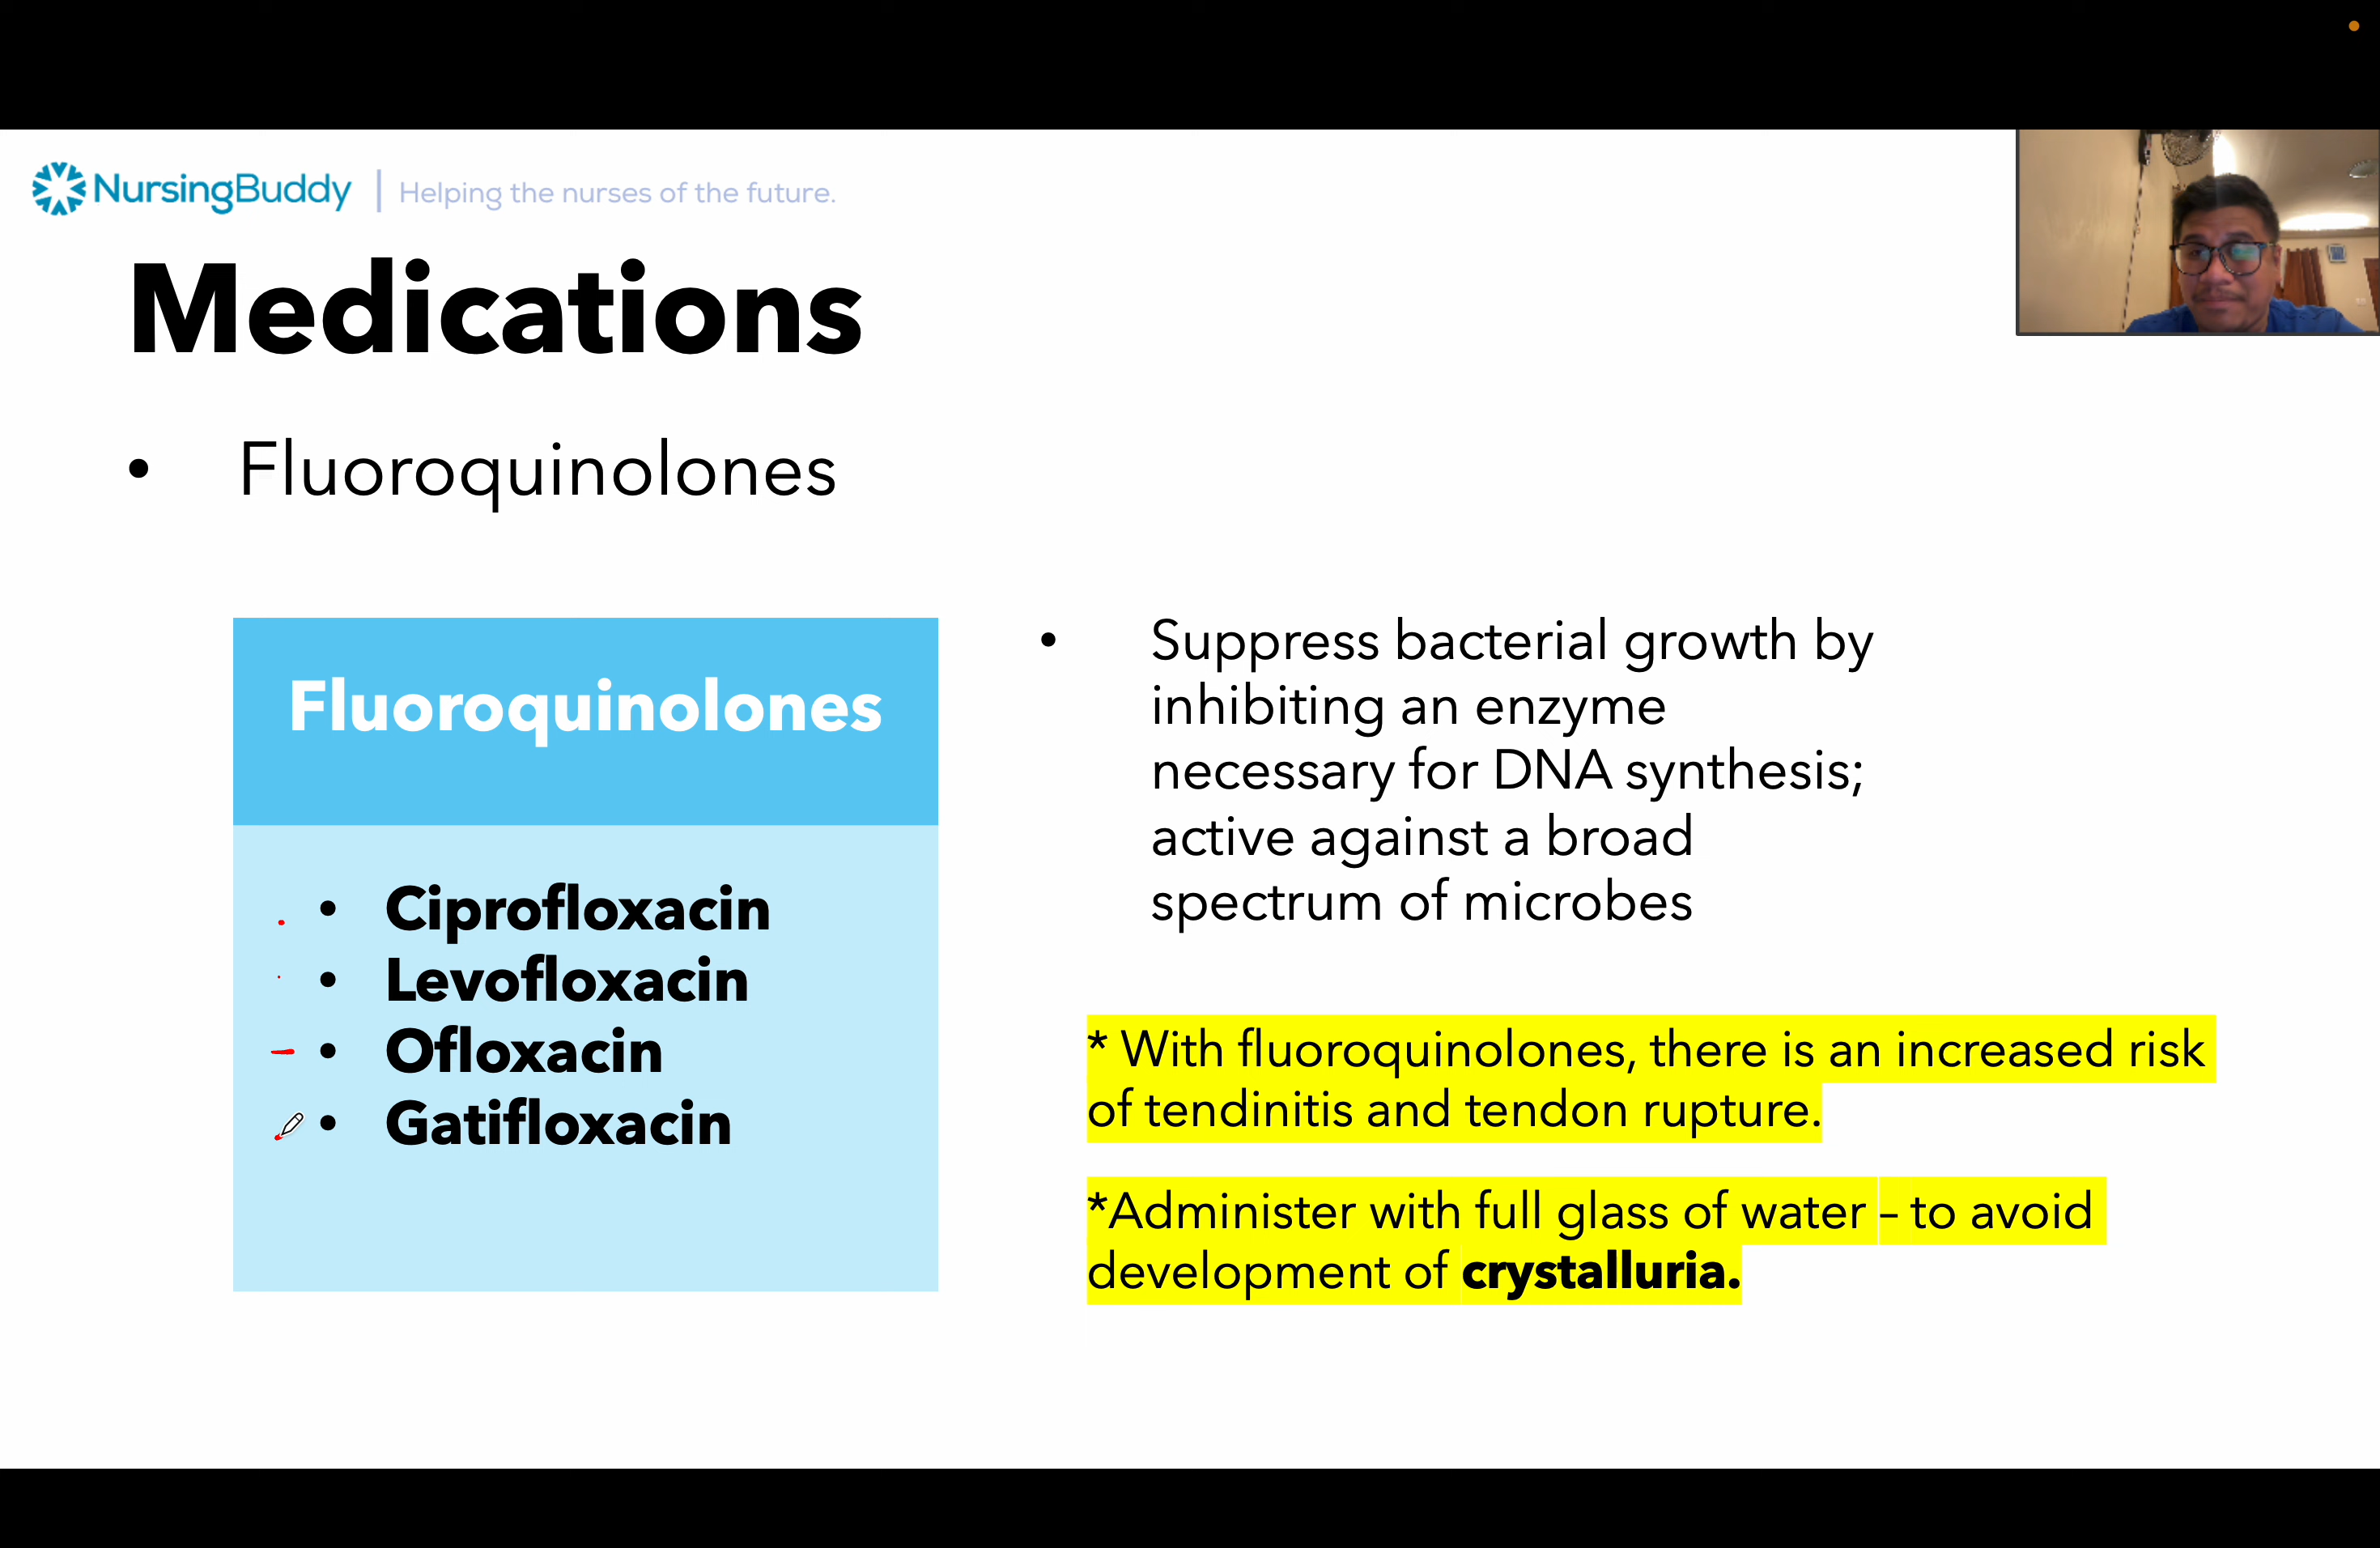 NursingBuddy | Helping the nurses of the future.
Medications
• Fluoroquinolones
Fluoroquinolones
• Ciprofloxacin
• Levofloxacin
• Ofloxacin
• Gatifloxacin
• Suppress bacterial growth by
inhibiting an enzyme
necessary for DNA synthesis;
active against a broad
spectrum of microbes
* With fluoroquinolones, there is an increased risk
of tendinitis and tendon rupture.
*Administer with full glass of water – to avoid
development of crystalluria.